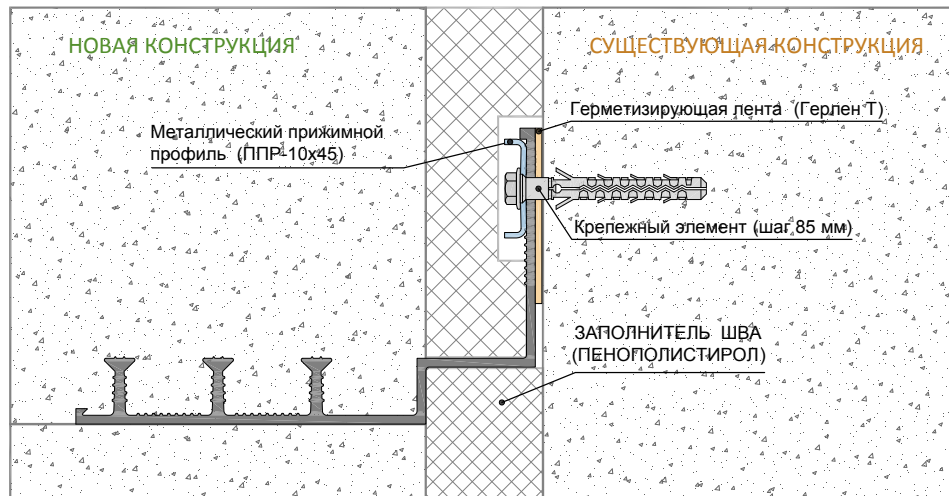 НОВАЯ КОНСТРУКЦИЯ
СУЩЕСТВУЮЩАЯ КОНСТРУКЦИЯ
Герметизирующая лента (Герлен Т)
Металлический прижимной
профиль (ППР-10х45)
Крепежный элемент (шаг 85 мм)
ЗАПОЛНИТЕЛЬ ШВА
(ПЕНОПОЛИСТИРОЛ)